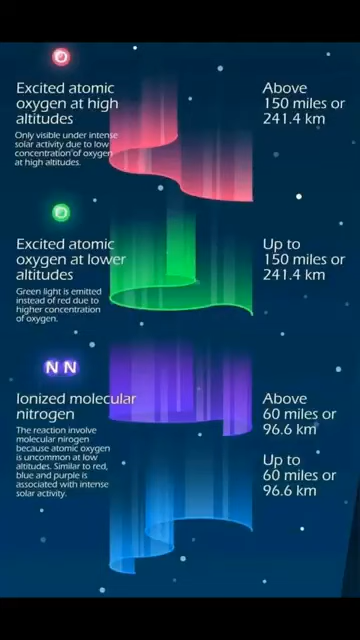 O
Excited atomic
oxygen at high
altitudes
Only visible under intense
solar activity due to low
concentration of oxygen
at high altitudes.
Above
150 miles or
241.4 km
O
Excited atomic
oxygen at lower
altitudes
Green light is emitted
instead of red due to
higher concentration
of oxygen.
Up to
150 miles or
241.4 km
N N
Ionized molecular
nitrogen
The reaction involve
molecular nirogen
because atomic oxygen
is uncommon at low
altitudes. Similar to red,
blue and purple is
associated with intense
solar activity.
Above
60 miles or
96.6 km
Up to
60 miles or
96.6 km